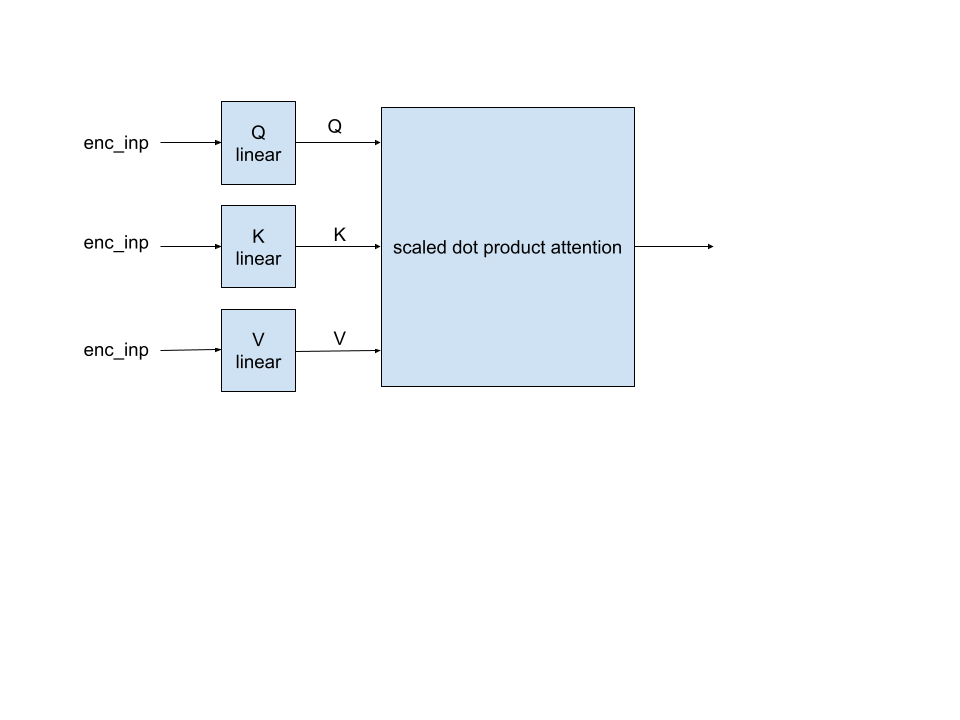 enc_inp
Q
linear
Q
enc_inp
K
linear
K
enc_inp
V
linear
V
scaled dot product attention